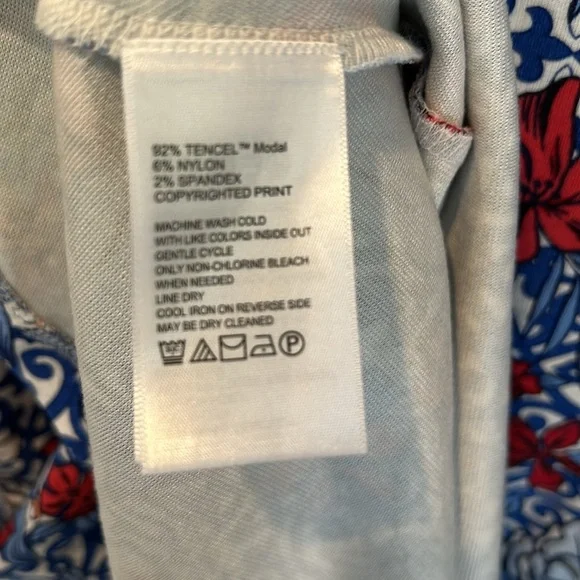 92% TENCEL™ Modal
6% NYLON
2% SPANDEX
COPYRIGHTED PRINT
MACHINE WASH COLD
WITH LIKE COLORS INSIDE OUT
GENTLE CYCLE
ONLY NON-CHLORINE BLEACH
WHEN NEEDED
LINE DRY
COOL IRON ON REVERSE SIDE
MAY BE DRY CLEANED
P